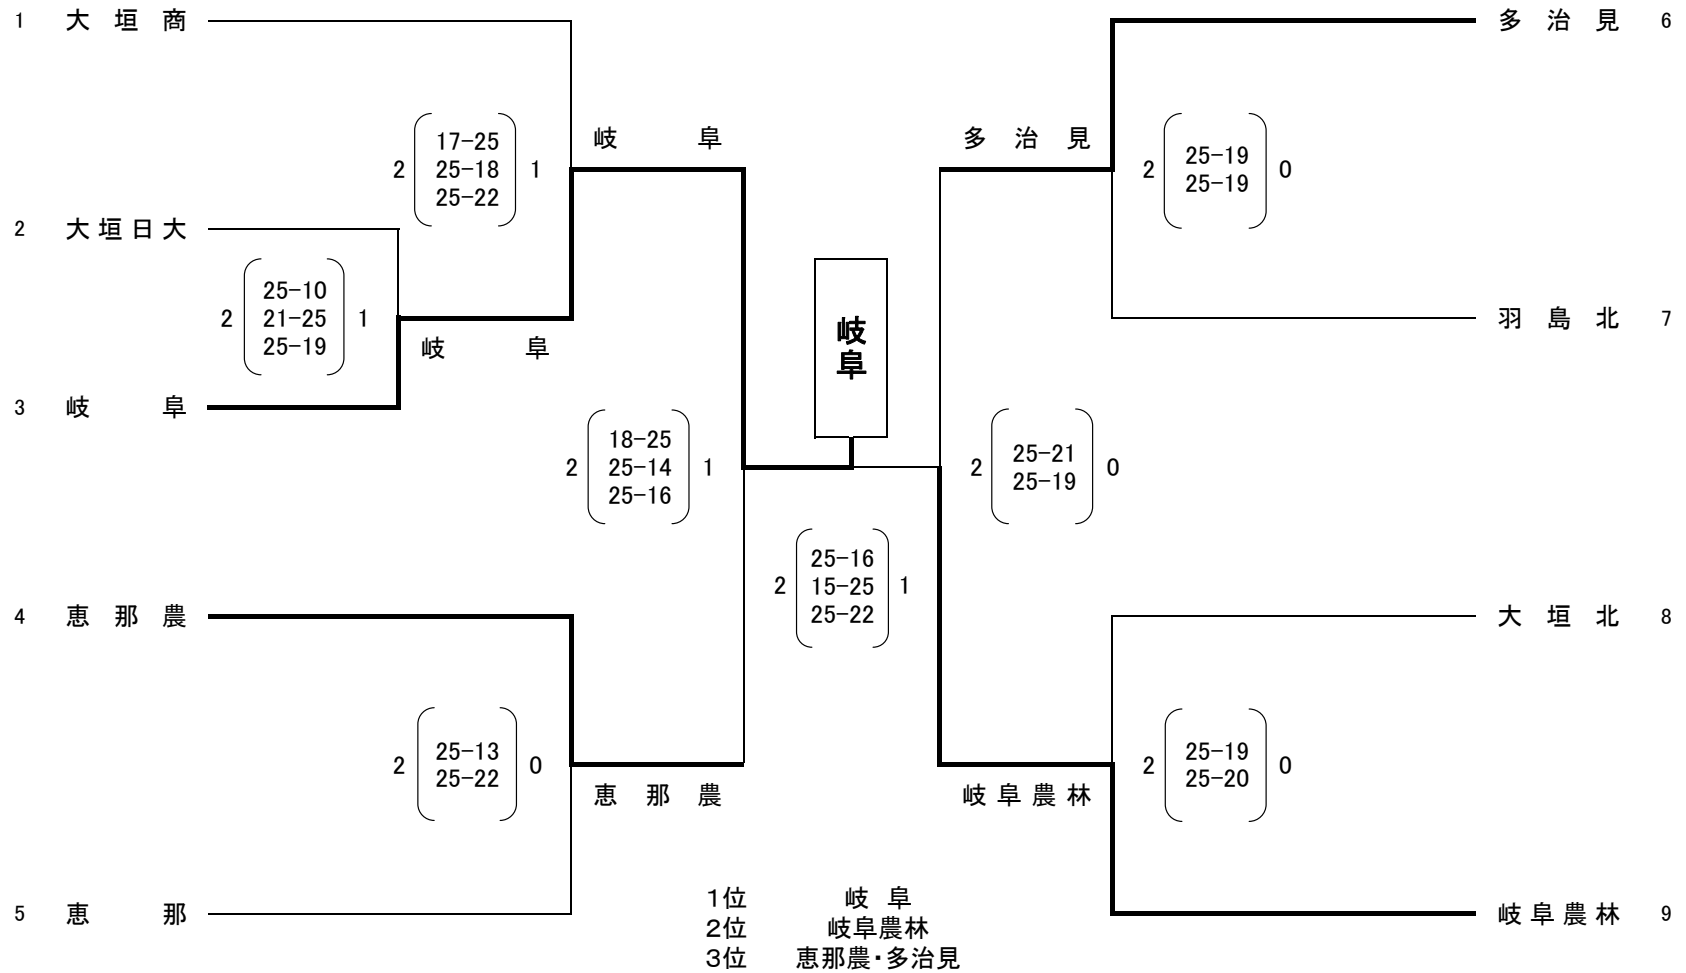 1 大垣商
多治見 6
17-25
2 25-18 1
25-22
岐阜
多治見
25-19
2 0
25-19
2 大垣日大
25-10
2 21-25 1
25-19
岐阜
岐阜
羽島北 7
3 岐阜
18-25
2 25-14 1
25-16
25-21
2 0
25-19
25-16
2 15-25 1
25-22
4 恵那農
大垣北 8
25-13
2 0
25-22
恵那農
岐阜農林
25-19
2 0
25-20
5 恵那
岐阜農林 9
1位 岐阜
2位 岐阜農林
3位 恵那農・多治見